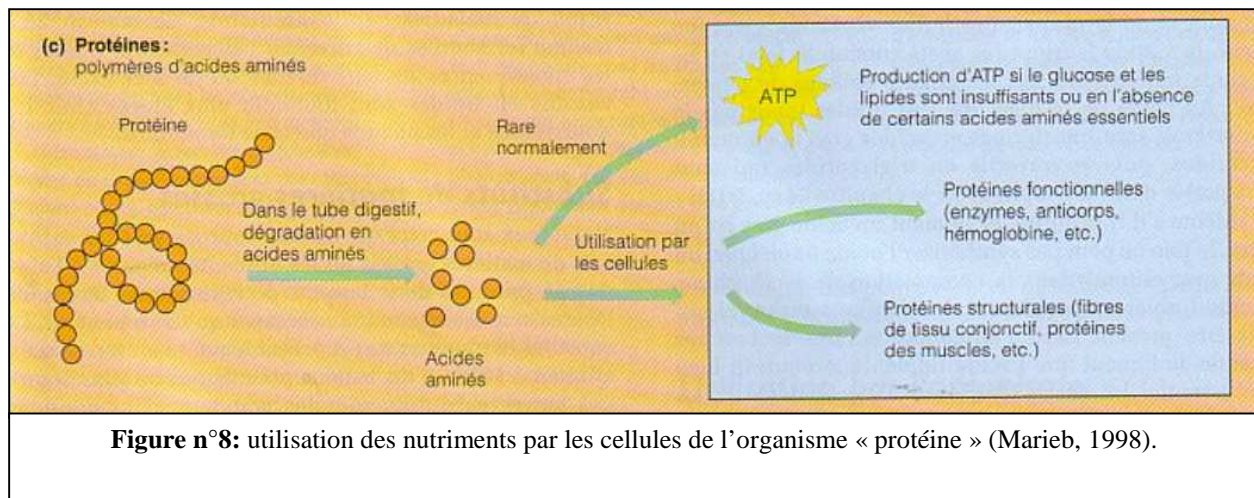 (c) Protéines:
polymères d'acides aminés
Protéine
Dans le tube digestif,
dégradation en
acides aminés
Acides
aminés
Rare
normalement
Utilisation par
les cellules
ATP
Production d'ATP si le glucose et les
lipides sont insuffisants ou en l'absence
de certains acides aminés essentiels
Protéines fonctionnelles
(enzymes, anticorps,
hémoglobine, etc.)
Protéines structurales (fibres
de tissu conjonctif, protéines
des muscles, etc.)
Figure n°8: utilisation des nutriments par les cellules de l'organisme « protéine » (Marieb, 1998).